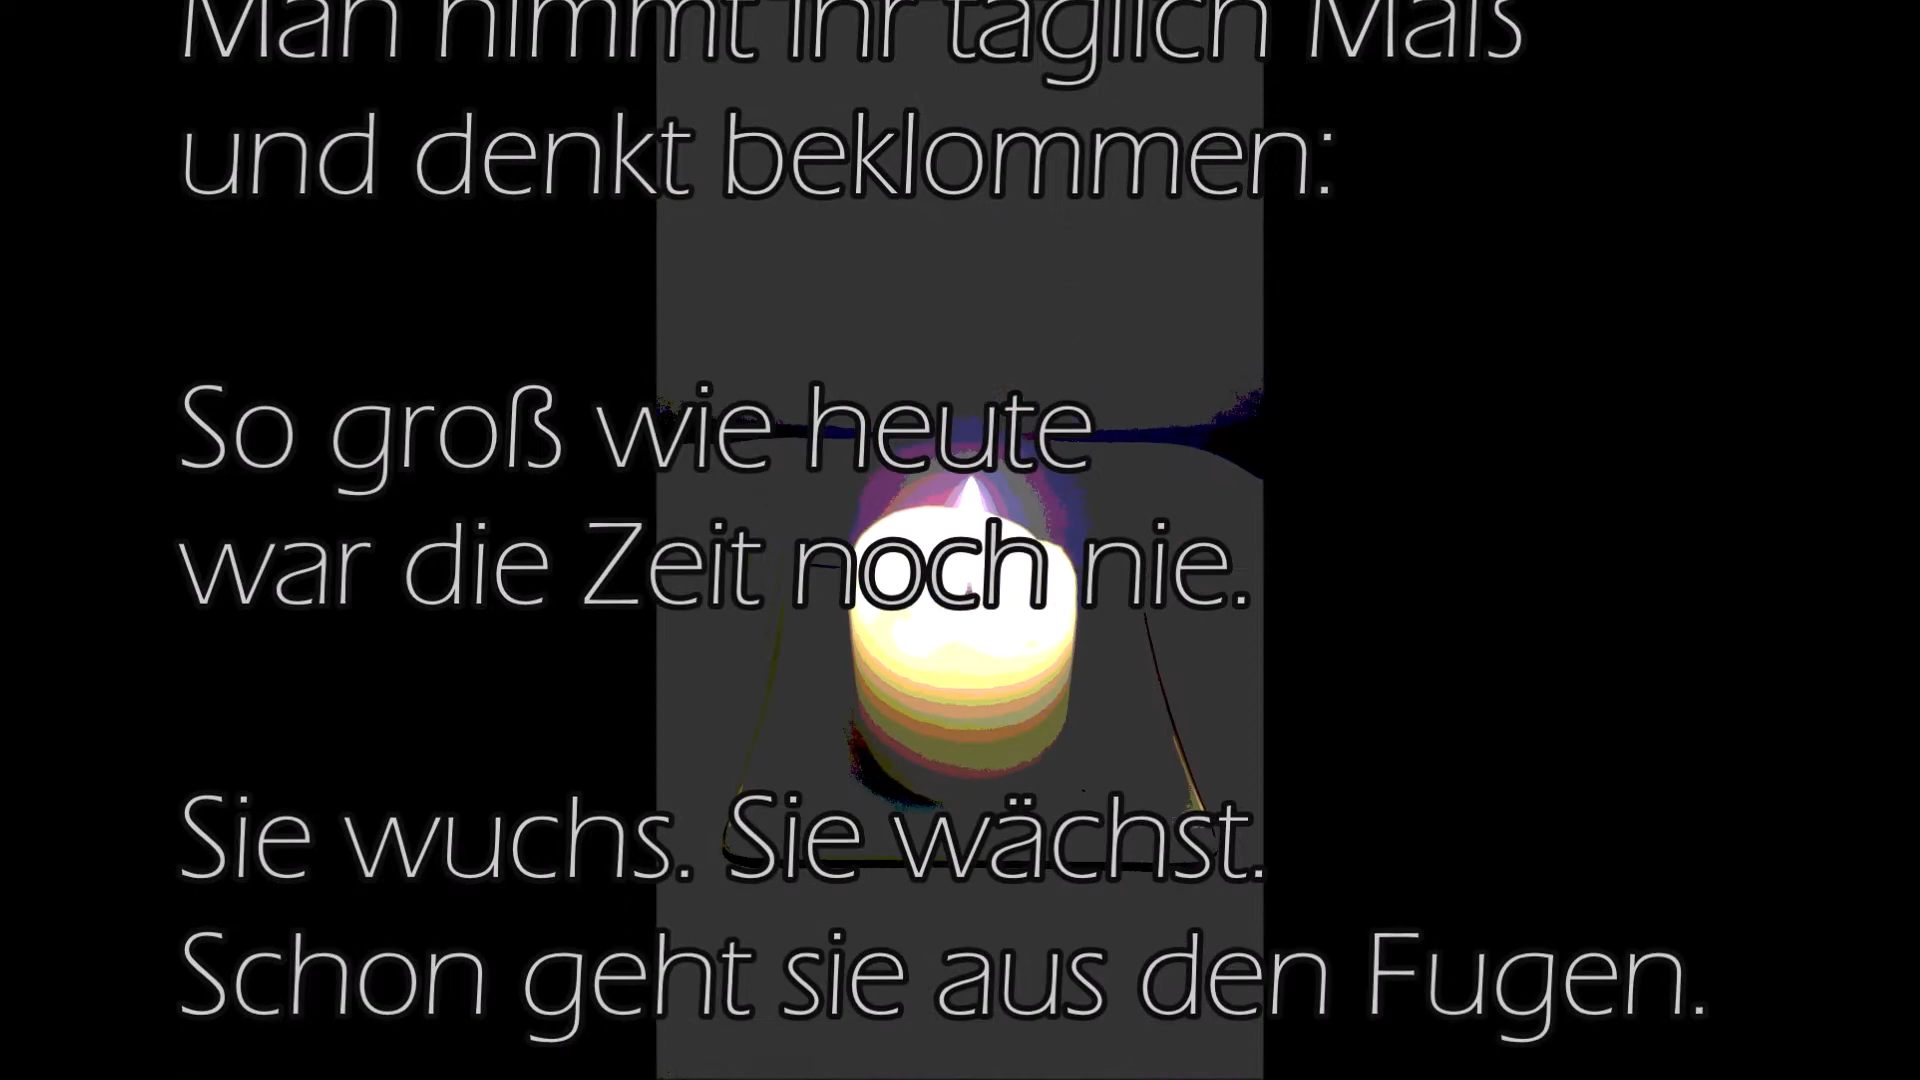 Man nimmt ihr täglich Maß
und denkt beklommen:
So groß wie heute
war die Zeit noch nie.
Sie wuchs. Sie wächst.
Schon geht sie aus den Fugen.